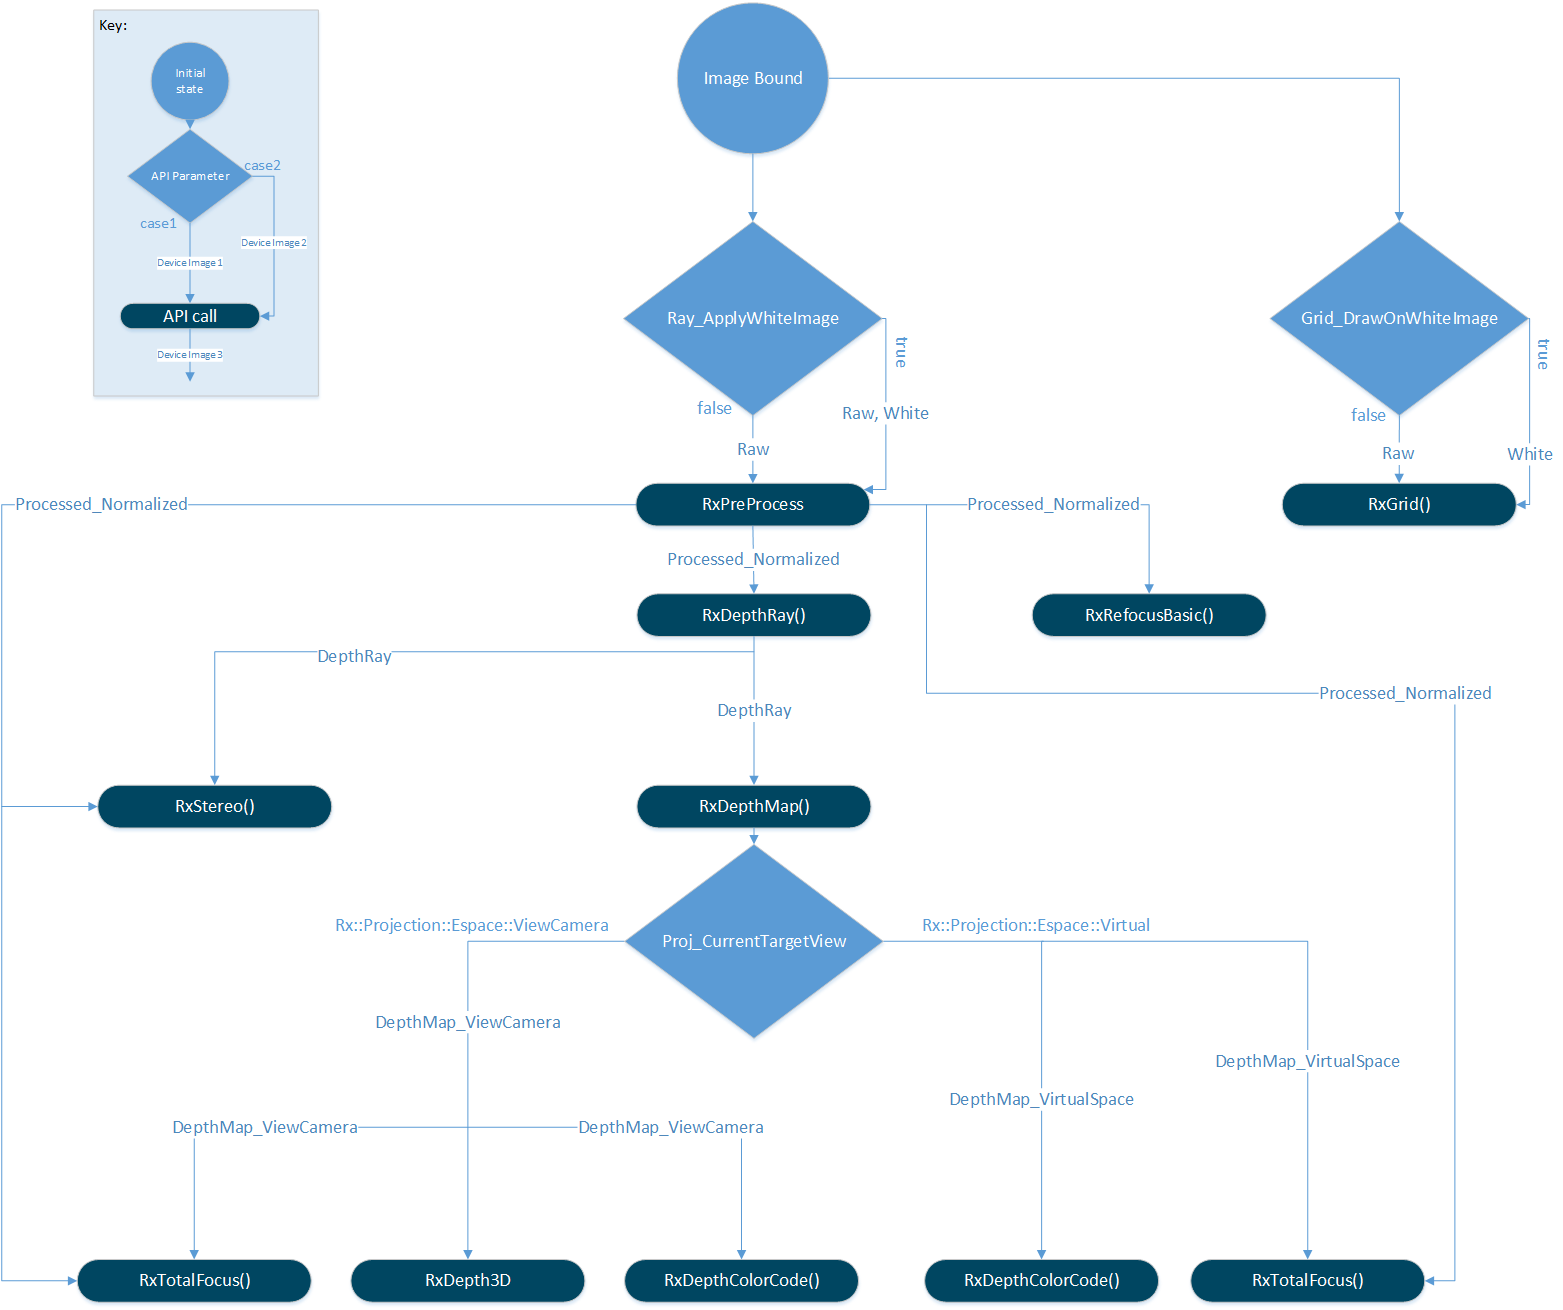 Key:
Initial
state
API Parameter
case2
case1
Device Image 2
Device Image 1
API call
Device Image 3
Image Bound
Ray_ApplyWhiteImage
true
false
Raw, White
Raw
Grid_DrawOnWhiteImage
true
false
Raw
White
Processed_Normalized
RxPreProcess
Processed_Normalized
RxGrid()
Processed_Normalized
RxDepthRay()
RxRefocusBasic()
DepthRay
Processed_Normalized
DepthRay
RxStereo()
RxDepthMap()
Rx::Projection::Espace::ViewCamera
Proj_CurrentTargetView
Rx::Projection::Espace::Virtual
DepthMap_ViewCamera
DepthMap_VirtualSpace
DepthMap_VirtualSpace
DepthMap_ViewCamera
DepthMap_ViewCamera
RxTotalFocus()
RxDepth3D
RxDepthColorCode()
RxDepthColorCode()
RxTotalFocus()